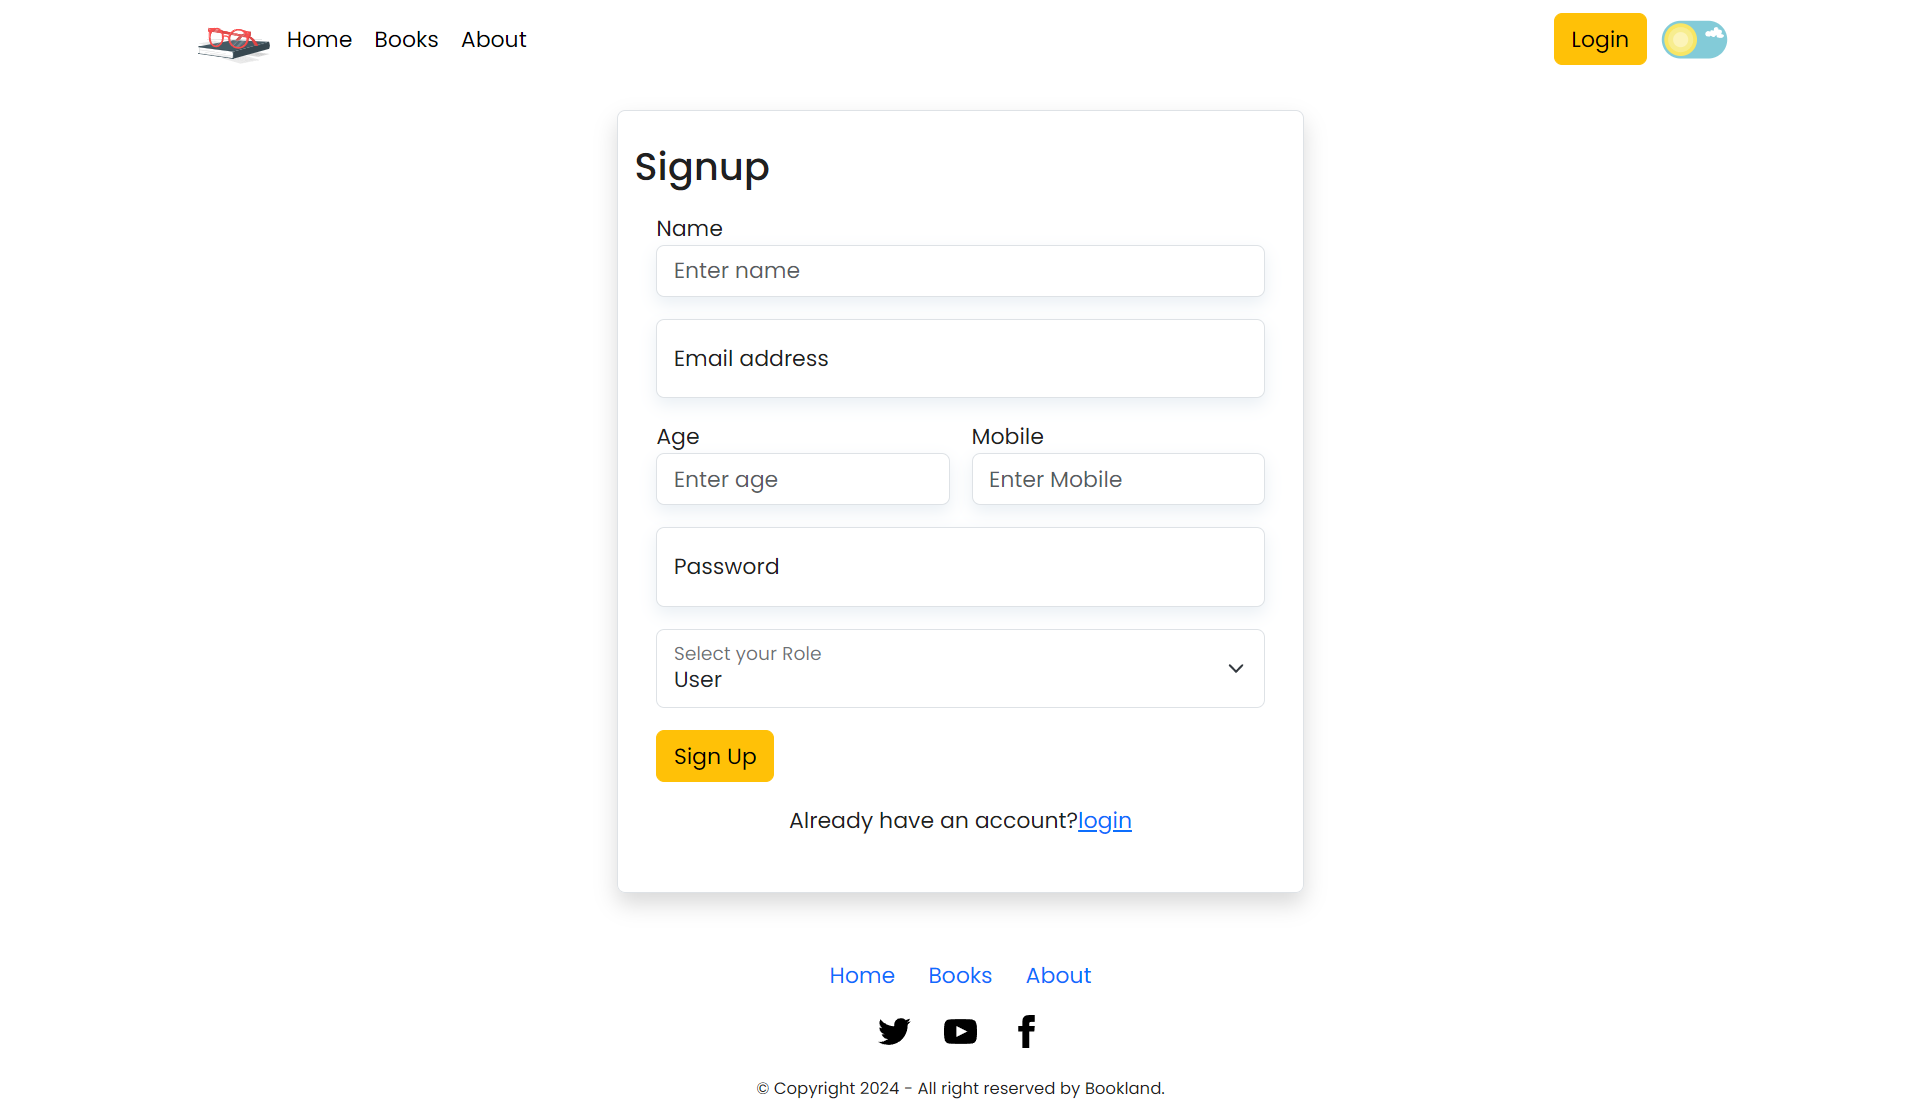 Home Books About Login
Signup
Name
Enter name
Email address
Age Mobile
Enter age Enter Mobile
Password
Select your Role
User
Sign Up
Already have an account?login
Home Books About
© Copyright 2024 - All right reserved by Bookland.